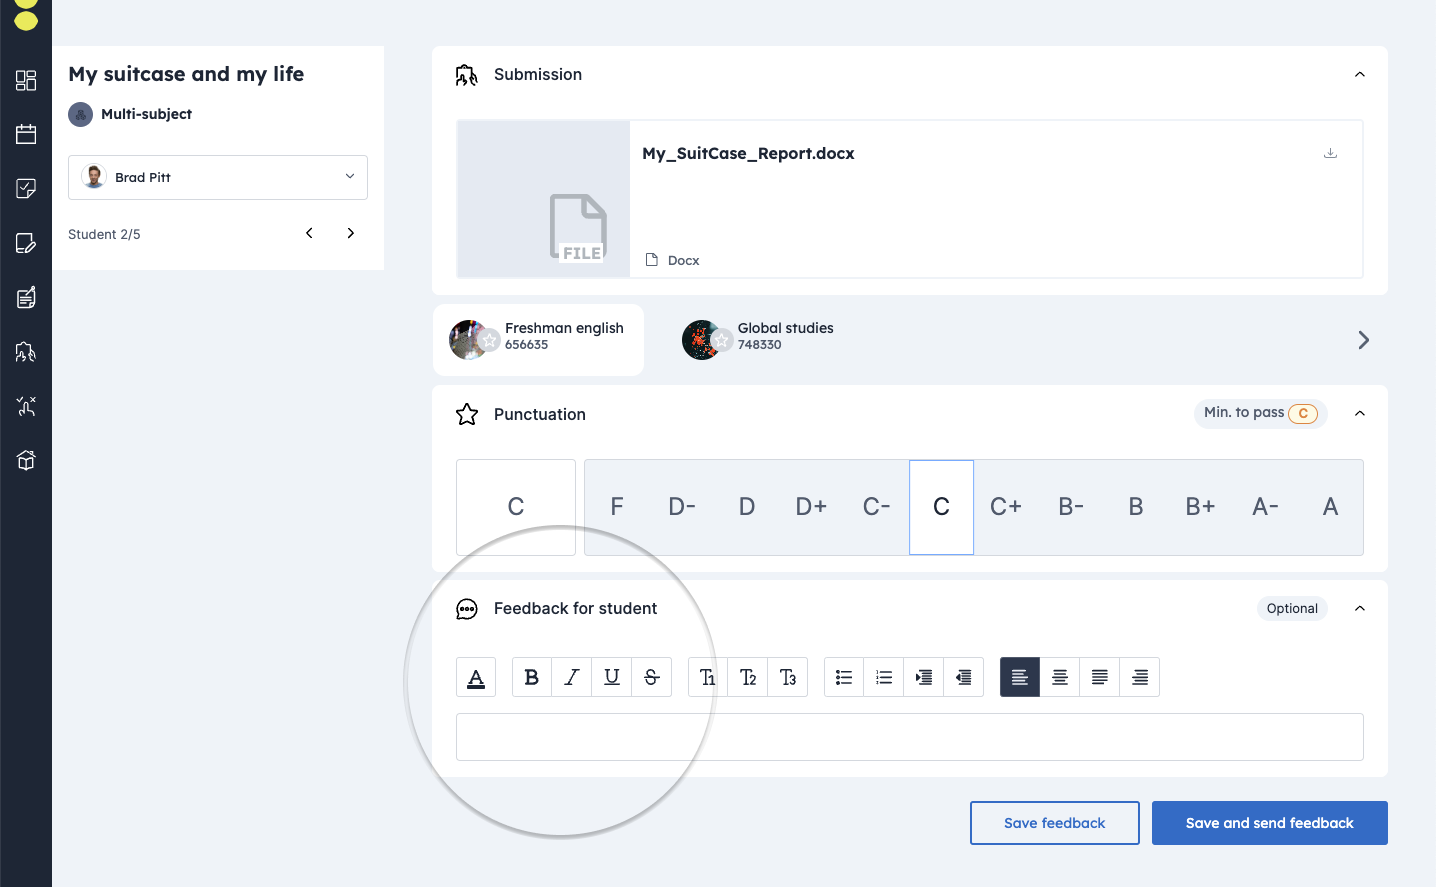 My suitcase and my life
Multi-subject
Brad Pitt
Student 2/5
Submission
My_SuitCase_Report.docx
FILE
Docx
Freshman english
656635
Global studies
748330
Punctuation
Min. to pass C
C
F D- D D+ C- C C+ B- B B+ A- A
Feedback for student
Optional
A B I U S T1 T2 T3
Save feedback
Save and send feedback